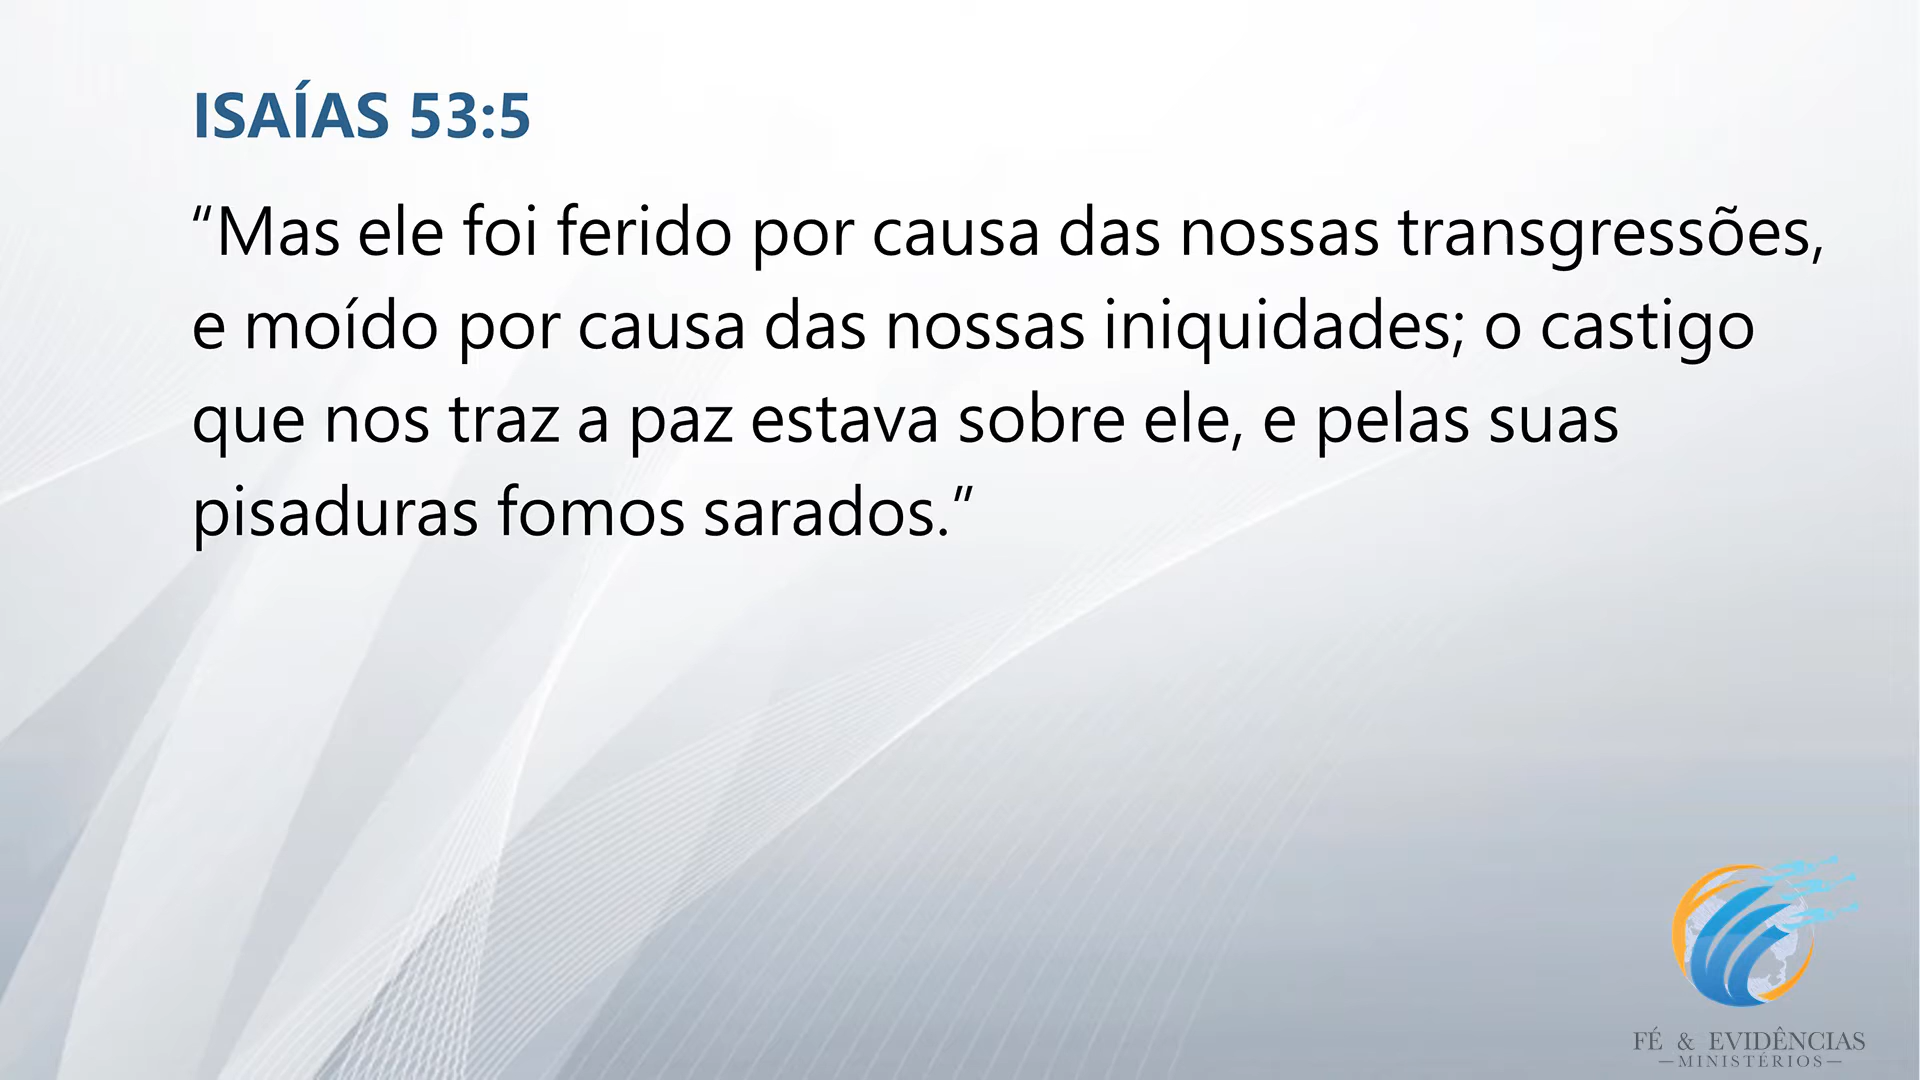 ISAÍAS 53:5
“Mas ele foi ferido por causa das nossas transgressões,
e moído por causa das nossas iniquidades; o castigo
que nos traz a paz estava sobre ele, e pelas suas
pisaduras fomos sarados.”
FÉ & EVIDÊNCIAS
—MINISTÉRIOS—